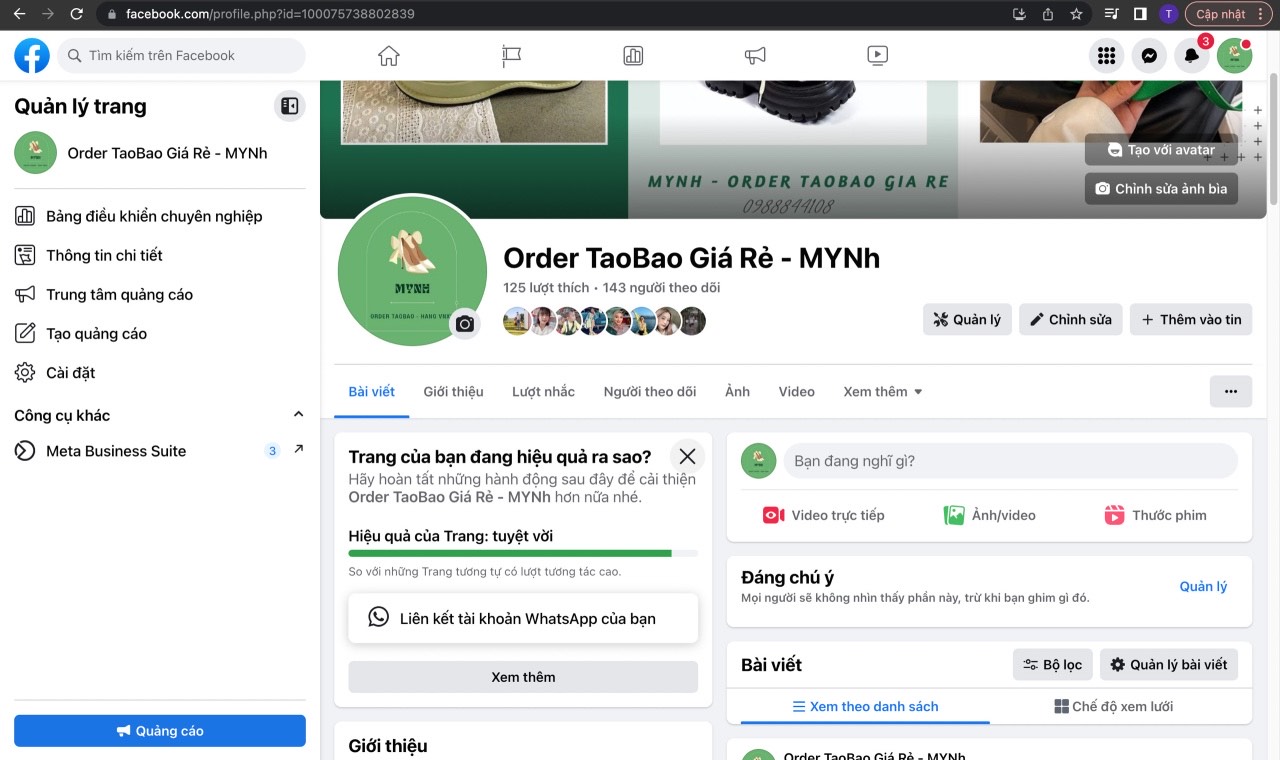 facebook.com/profile.php?id=100075738802839
T
Cập nhật
Tìm kiếm trên Facebook
3
Quản lý trang
Order TaoBao Giá Rẻ - MYNh
Bảng điều khiển chuyên nghiệp
Thông tin chi tiết
Trung tâm quảng cáo
Tạo quảng cáo
Cài đặt
Công cụ khác
Meta Business Suite
3
Quảng cáo
Tạo với avatar
MYNH - ORDER TAOBAO GIA RE
Chỉnh sửa ảnh bìa
0988844108
MYNH
ORDER TAOBAO - HANG VNX
Order TaoBao Giá Rẻ - MYNh
125 lượt thích • 143 người theo dõi
Quản lý
Chỉnh sửa
Thêm vào tin
Bài viết
Giới thiệu
Lượt nhắc
Người theo dõi
Ảnh
Video
Xem thêm
Trang của bạn đang hiệu quả ra sao?
Hãy hoàn tất những hành động sau đây để cải thiện
Order TaoBao Giá Rẻ - MYNh hơn nữa nhé.
Hiệu quả của Trang: tuyệt vời
So với những Trang tương tự có lượt tương tác cao.
Liên kết tài khoản WhatsApp của bạn
Xem thêm
Giới thiệu
Bạn đang nghĩ gì?
Video trực tiếp
Ảnh/video
Thước phim
Đáng chú ý
Mọi người sẽ không nhìn thấy phần này, trừ khi bạn ghim gì đó.
Quản lý
Bài viết
Bộ lọc
Quản lý bài viết
Xem theo danh sách
Chế độ xem lưới
Order TaoBao Giá Rẻ - MYNh